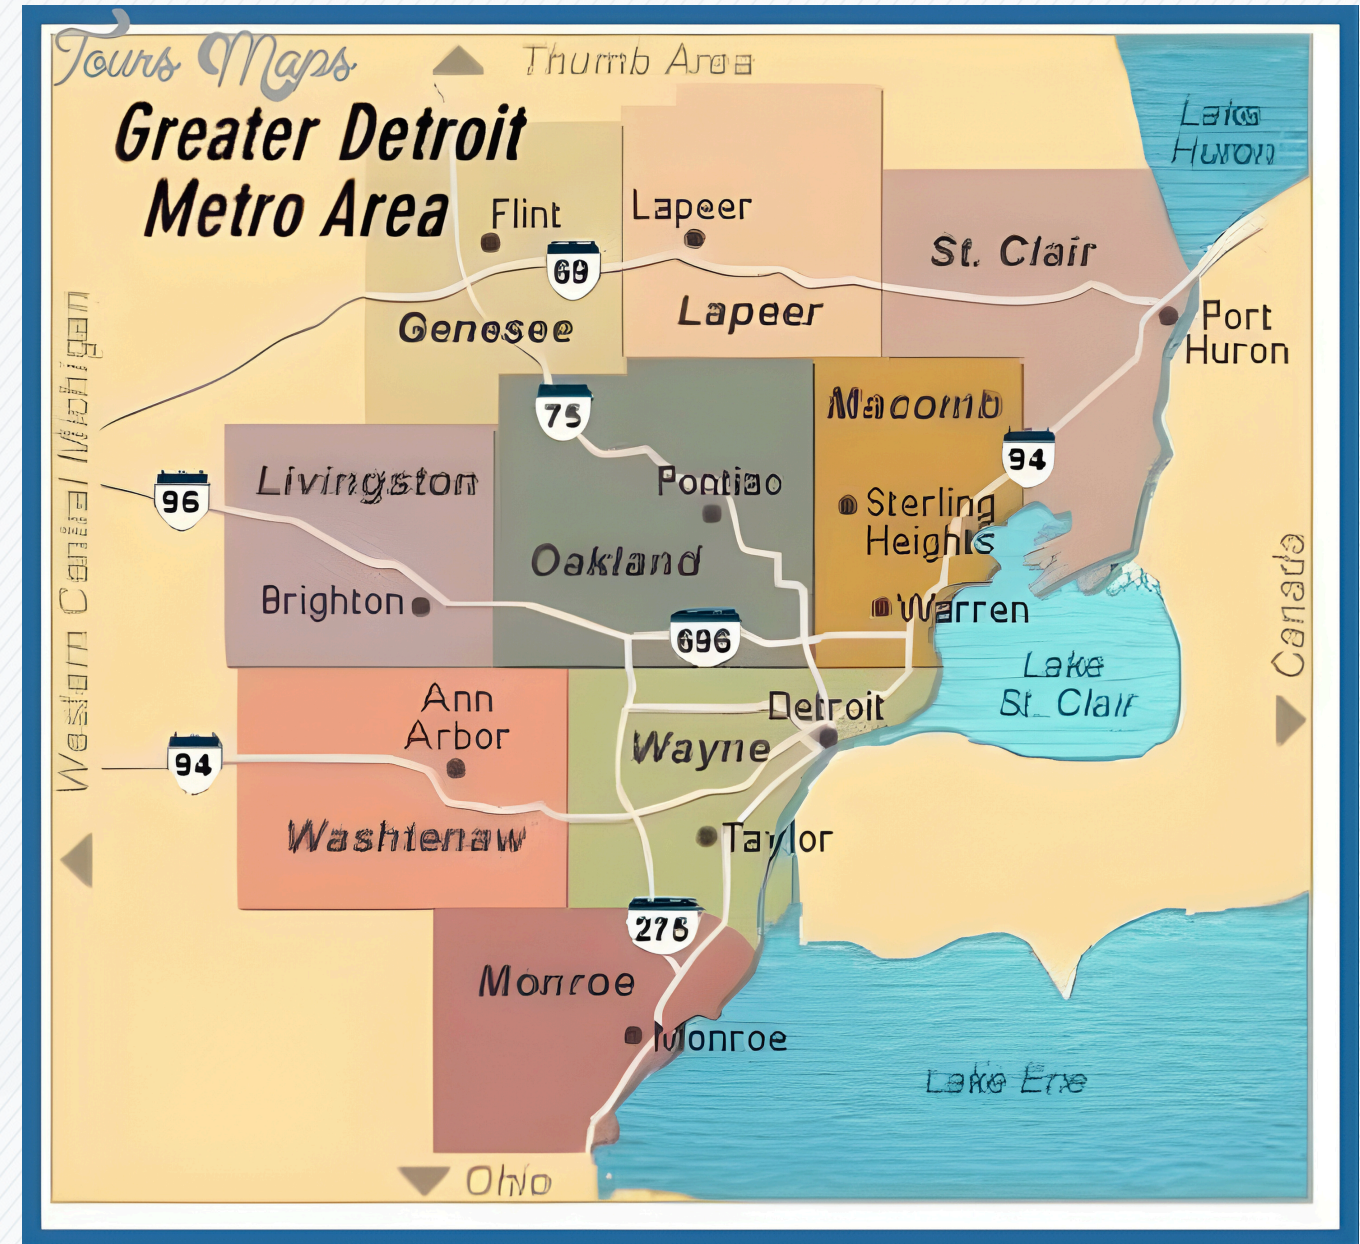 Tours Maps
Thumb Area
Greater Detroit
Metro Area
Lake
Huron
Flint
Lapeer
69
St. Clair
Genesee
Lapeer
Port
Huron
75
Macomb
94
Western Central Michigan
Livingston
96
Pontiac
Sterling
Heights
Oakland
Brighton
696
Warren
Canada
Lake
St. Clair
Ann
Arbor
Detroit
Wayne
94
Washtenaw
Taylor
275
Monroe
Monroe
Lake Erie
Ohio